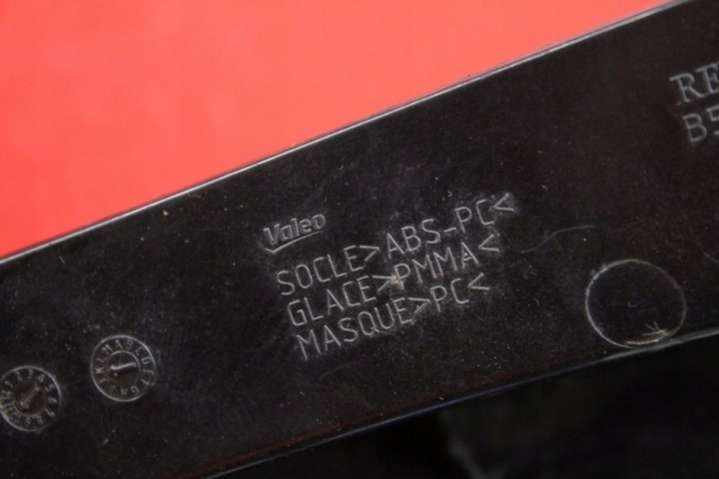 Valeo
SOCLE>ABS-PC<
GLACE>PMMA<
MASQUE>PC<